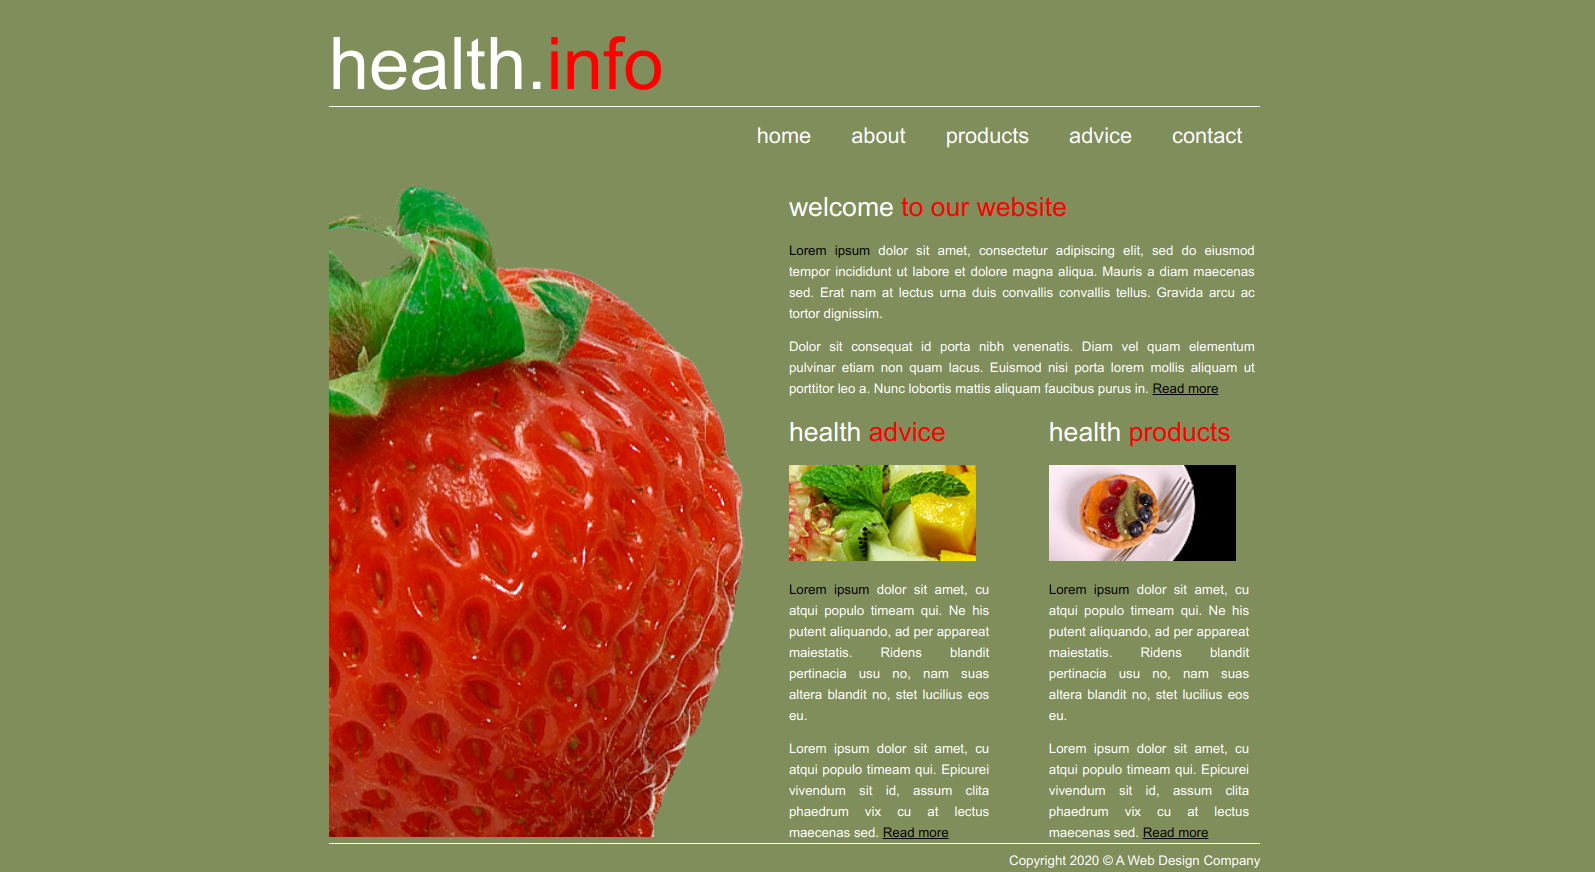 health.info
home about products advice contact
welcome to our website
Lorem ipsum dolor sit amet, consectetur adipiscing elit, sed do eiusmod
tempor incididunt ut labore et dolore magna aliqua. Mauris a diam maecenas
sed. Erat nam at lectus urna duis convallis convallis tellus. Gravida arcu ac
tortor dignissim.
Dolor sit consequat id porta nibh venenatis. Diam vel quam elementum
pulvinar etiam non quam lacus. Euismod nisi porta lorem mollis aliquam ut
porttitor leo a. Nunc lobortis mattis aliquam faucibus purus in. Read more
health advice
Lorem ipsum dolor sit amet, cu
atqui populo timeam qui. Ne his
putent aliquando, ad per appareat
maiestatis. Ridens blandit
pertinacia usu no, nam suas
altera blandit no, stet lucilius eos
eu.
Lorem ipsum dolor sit amet, cu
atqui populo timeam qui. Epicurei
vivendum sit id, assum clita
phaedrum vix cu at lectus
maecenas sed. Read more
health products
Lorem ipsum dolor sit amet, cu
atqui populo timeam qui. Ne his
putent aliquando, ad per appareat
maiestatis. Ridens blandit
pertinacia usu no, nam suas
altera blandit no, stet lucilius eos
eu.
Lorem ipsum dolor sit amet, cu
atqui populo timeam qui. Epicurei
vivendum sit id, assum clita
phaedrum vix cu at lectus
maecenas sed. Read more
Copyright 2020 © A Web Design Company